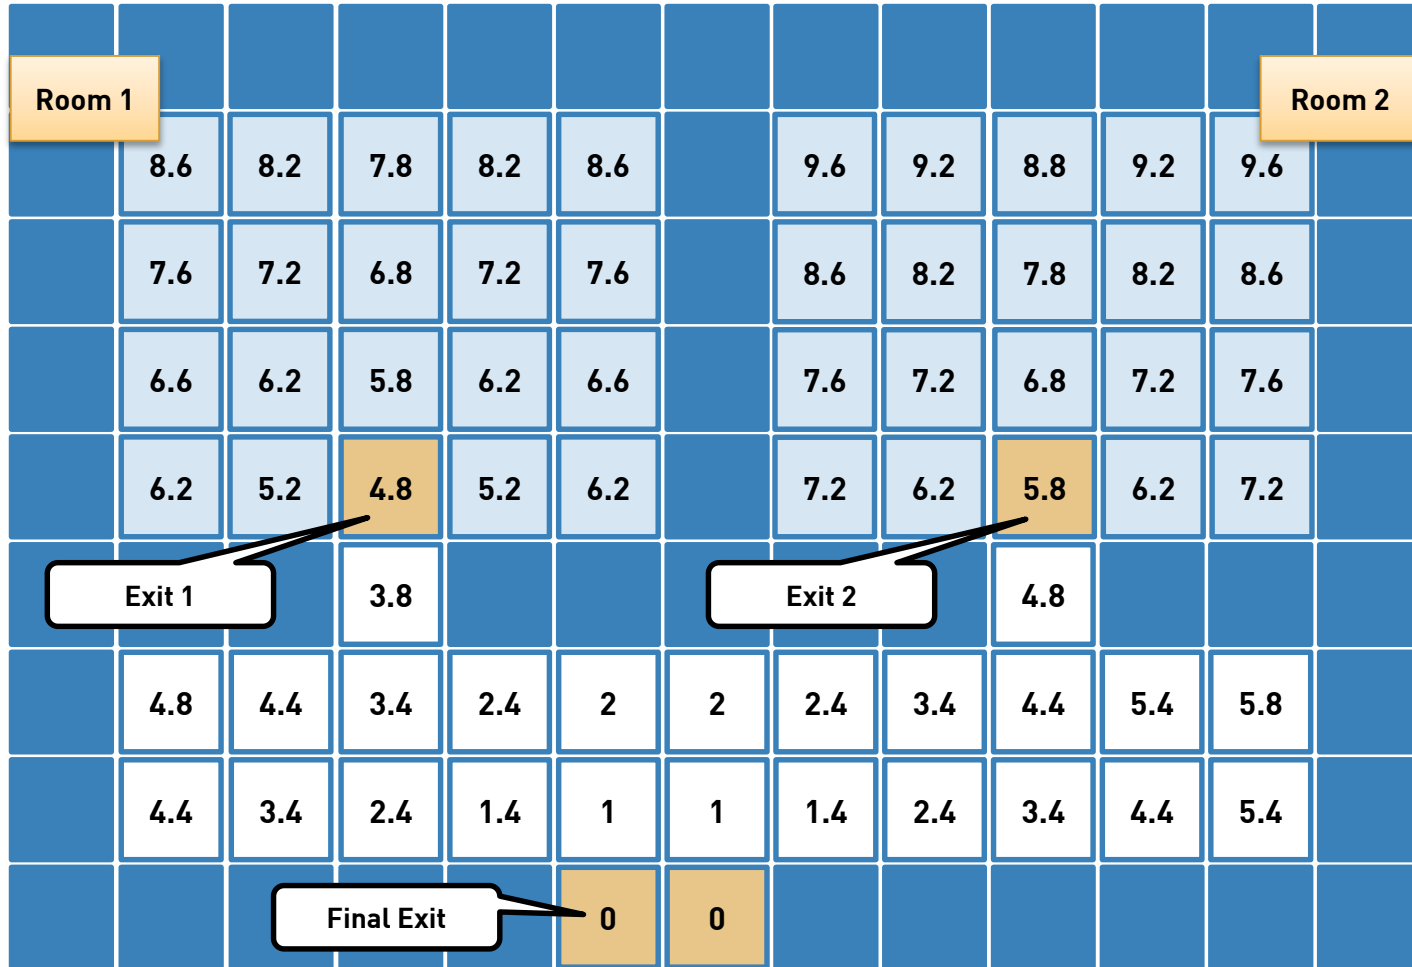 Room 1 Room 2
8.6 8.2 7.8 8.2 8.6 9.6 9.2 8.8 9.2 9.6
7.6 7.2 6.8 7.2 7.6 8.6 8.2 7.8 8.2 8.6
6.6 6.2 5.8 6.2 6.6 7.6 7.2 6.8 7.2 7.6
6.2 5.2 4.8 5.2 6.2 7.2 6.2 5.8 6.2 7.2
Exit 1 3.8 Exit 2 4.8
4.8 4.4 3.4 2.4 2 2 2.4 3.4 4.4 5.4 5.8
4.4 3.4 2.4 1.4 1 1 1.4 2.4 3.4 4.4 5.4
Final Exit 0 0